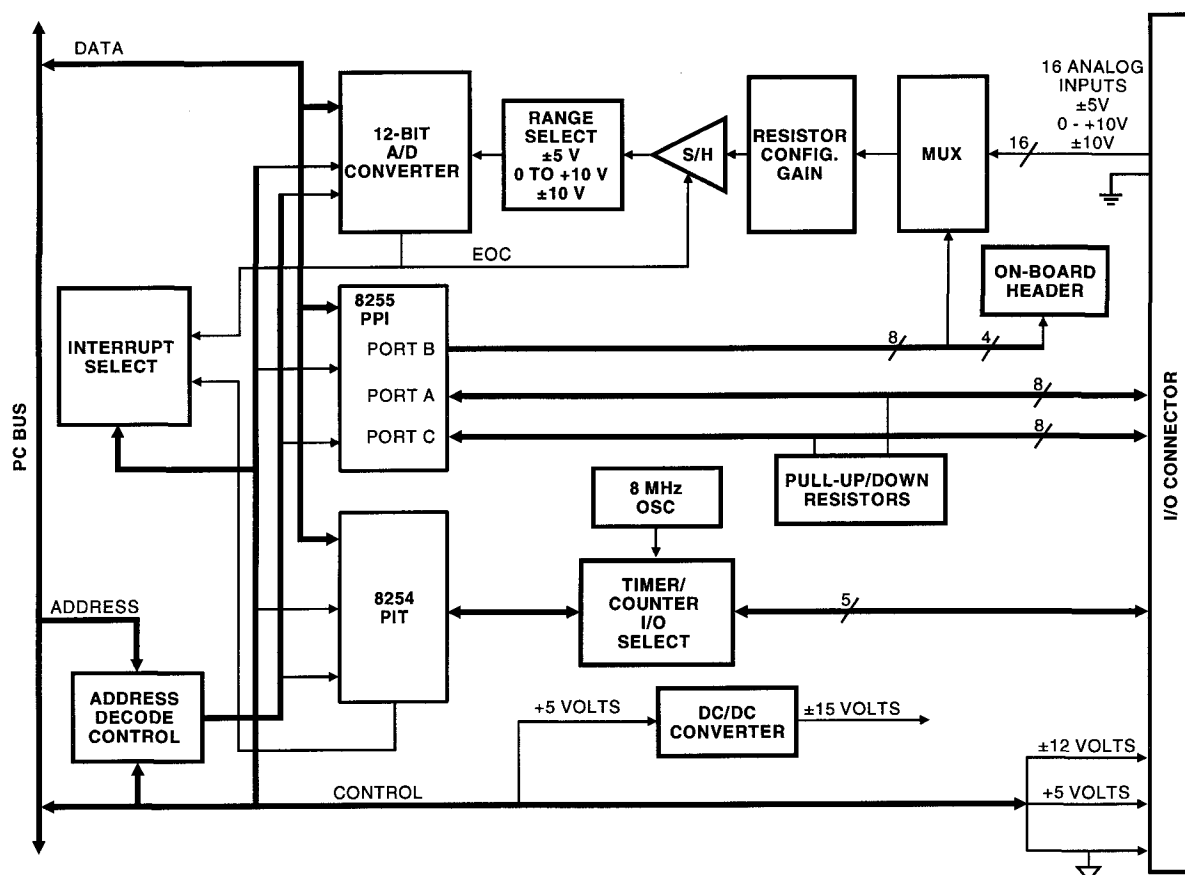 DATA
16 ANALOG
INPUTS
±5V
0 - +10V
±10V
12-BIT
A/D
CONVERTER
RANGE
SELECT
±5 V
0 TO +10 V
±10 V
S/H
RESISTOR
CONFIG.
GAIN
MUX
16
EOC
ON-BOARD
HEADER
8255
PPI
PORT B
8
4
INTERRUPT
SELECT
PORT A
8
PORT C
8
PC BUS
I/O CONNECTOR
PULL-UP/DOWN
RESISTORS
8 MHz
OSC
8254
PIT
TIMER/
COUNTER
I/O
SELECT
5
ADDRESS
ADDRESS
DECODE
CONTROL
+5 VOLTS
DC/DC
CONVERTER
±15 VOLTS
±12 VOLTS
CONTROL
+5 VOLTS